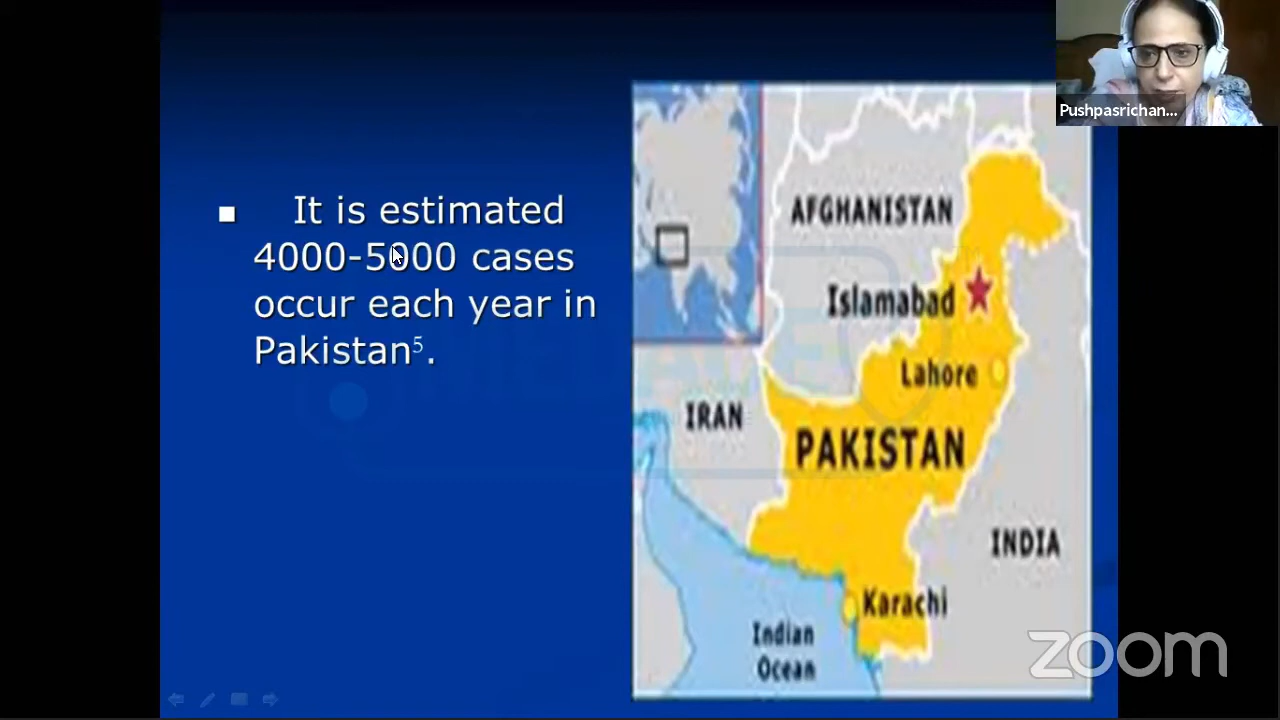 Pushpasrichan...
■ It is estimated
4000-5000 cases
occur each year in
Pakistan⁵.
AFGHANISTAN
Islamabad
Lahore
IRAN
PAKISTAN
INDIA
Karachi
Indian
Ocean
zoom